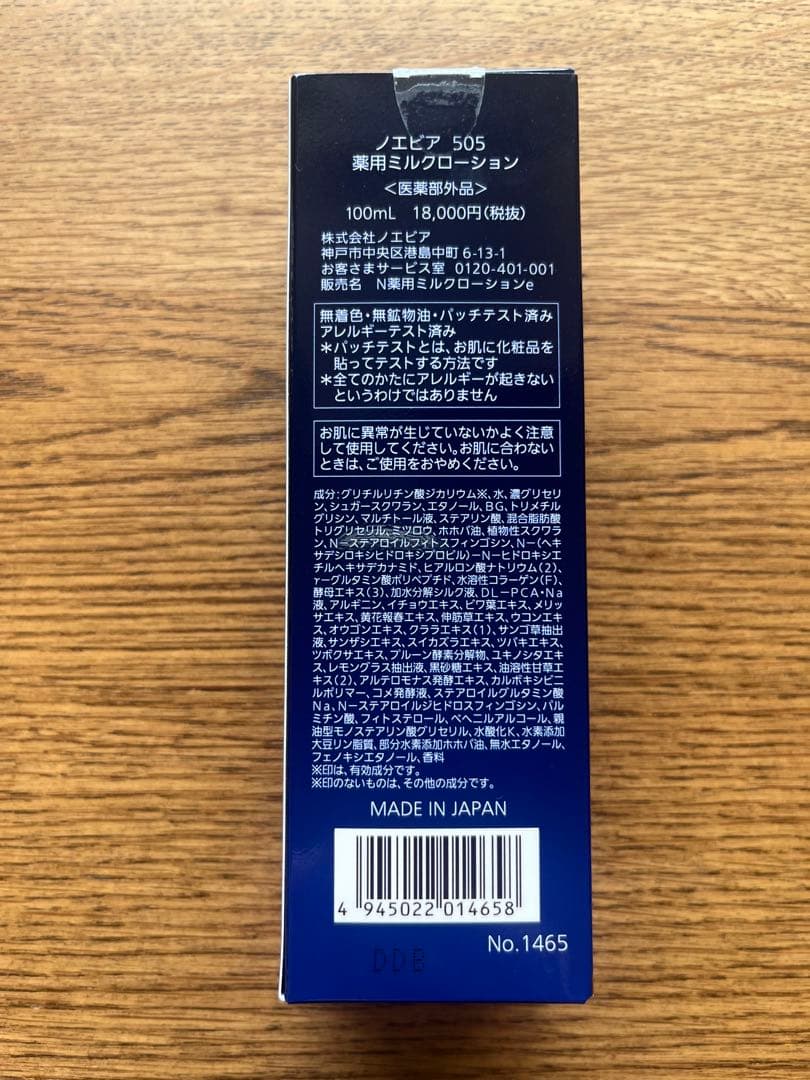 ノエビア 505
薬用ミルクローション
＜医薬部外品＞
100mL 18,000円(税抜)
株式会社ノエビア
神戸市中央区港島中町6-13-1
お客さまサービス室 0120-401-001
販売名 N薬用ミルクローションe
無着色・無鉱物油・パッチテスト済み
アレルギーテスト済み
＊パッチテストとは、お肌に化粧品を
貼ってテストする方法です
＊全てのかたにアレルギーが起きない
というわけではありません
お肌に異常が生じていないかよく注意
して使用してください。お肌に合わない
ときは、ご使用をおやめください。
成分：グリチルリチン酸ジカリウム※、水、濃グリセリ
ン、シュガースクワラン、エタノール、BG、トリメチル
グリシン、マルチトール液、ステアリン酸、混合脂肪酸
トリグリセリル、ミツロウ、ホホバ油、植物性スクワラ
ン、N－ステアロイルフィトスフィンゴシン、N－(ヘキ
サデシロキシヒドロキシプロピル)－N－ヒドロキシエ
チルヘキサデカナミド、ヒアルロン酸ナトリウム(2)、
γーグルタミン酸ポリペプチド、水溶性コラーゲン(F)、
酵母エキス(3)、加水分解シルク液、DL－PCA・Na
液、アルギニン、イチョウエキス、ビワ葉エキス、メリッ
サエキス、黄花報春エキス、伸筋草エキス、ウコンエキ
ス、オウゴンエキス、クララエキス(1)、サンゴ草抽出
液、サンザシエキス、スイカズラエキス、ツバキエキス、
ツボクサエキス、プルーン酵素分解物、ユキノシタエキ
ス、レモングラス抽出液、黒砂糖エキス、油溶性甘草エ
キス(2)、アルテロモナス発酵エキス、カルボキシビニ
ルポリマー、コメ発酵液、ステアロイルグルタミン酸
Na、N－ステアロイルジヒドロスフィンゴシン、パル
ミチン酸、フィトステロール、ベヘニルアルコール、親
油型モノステアリン酸グリセリル、水酸化K、水素添加
大豆リン脂質、部分水素添加ホホバ油、無水エタノール、
フェノキシエタノール、香料
※印は、有効成分です。
※印のないものは、その他の成分です。
MADE IN JAPAN
4 945022 014658
No.1465
DDB